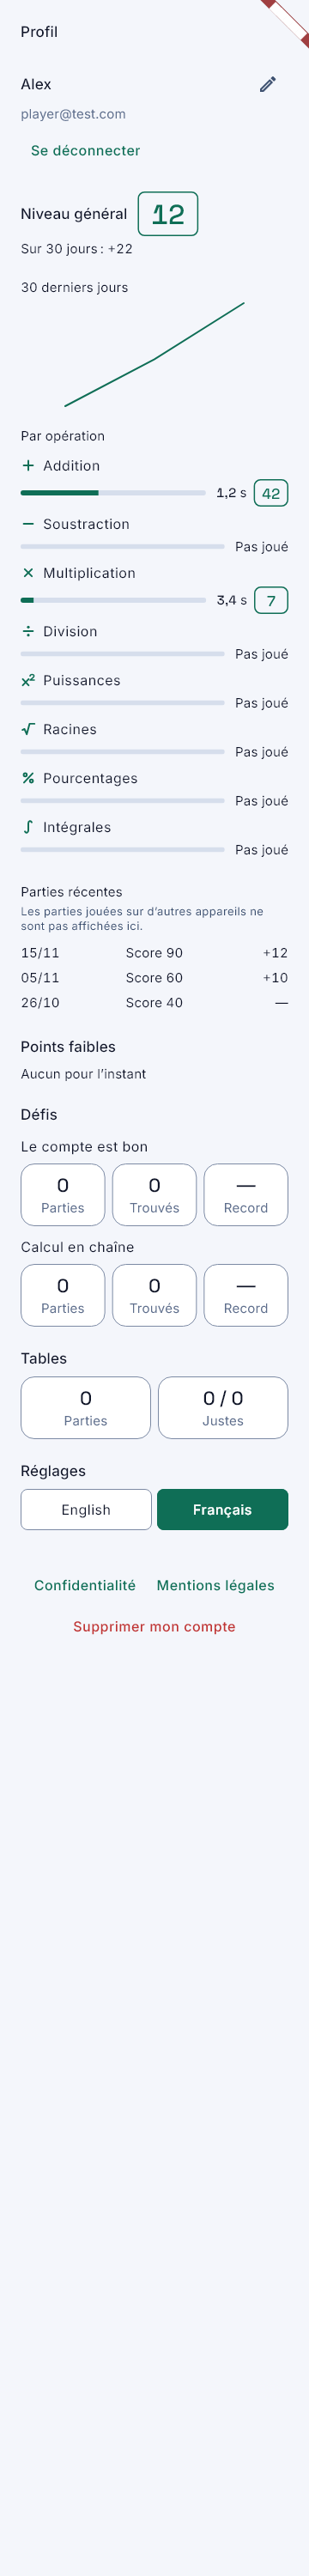 Profil
Alex
player@test.com
Se déconnecter
Niveau général 12
Sur 30 jours : +22
30 derniers jours
Par opération
+ Addition
1,2 s 42
− Soustraction
Pas joué
× Multiplication
3,4 s 7
÷ Division
Pas joué
x² Puissances
Pas joué
√ Racines
Pas joué
% Pourcentages
Pas joué
∫ Intégrales
Pas joué
Parties récentes
Les parties jouées sur d’autres appareils ne
sont pas affichées ici.
15/11 Score 90 +12
05/11 Score 60 +10
26/10 Score 40 —
Points faibles
Aucun pour l’instant
Défis
Le compte est bon
0 0 —
Parties Trouvés Record
Calcul en chaîne
0 0 —
Parties Trouvés Record
Tables
0 0 / 0
Parties Justes
Réglages
English Français
Confidentialité Mentions légales
Supprimer mon compte